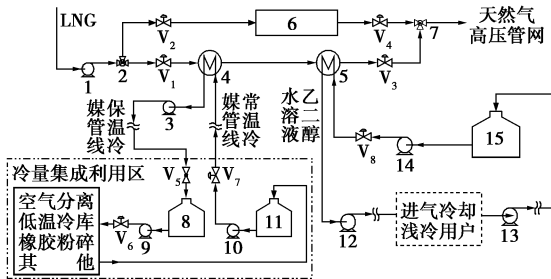 LNG
V2
6
V4
7
天然气
高压管网
1
2
V1
4
5
V3
3
保温冷
媒管线
常温冷
媒管线
乙二醇
水溶液
V8
14
15
冷量集成利用区
空气分离
低温冷库
橡胶粉碎
其他
V5
V7
V6
9
8
10
11
12
进气冷却
浅冷用户
13